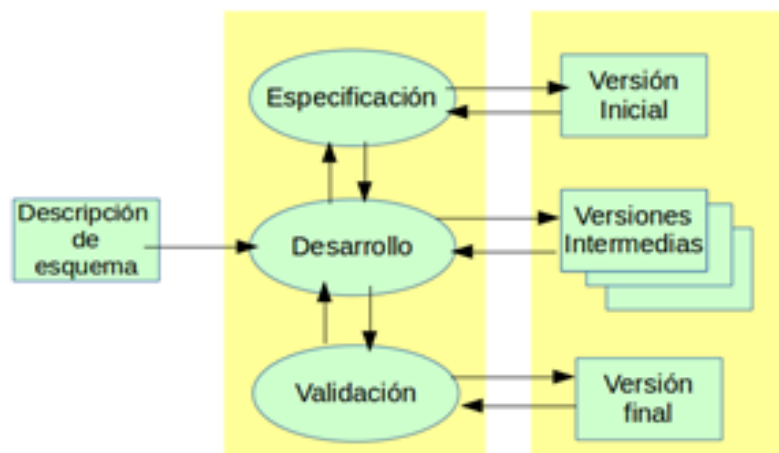 Especificación
Versión
Inicial
Descripción
de
esquema
Desarrollo
Versiones
Intermedias
Validación
Versión
final